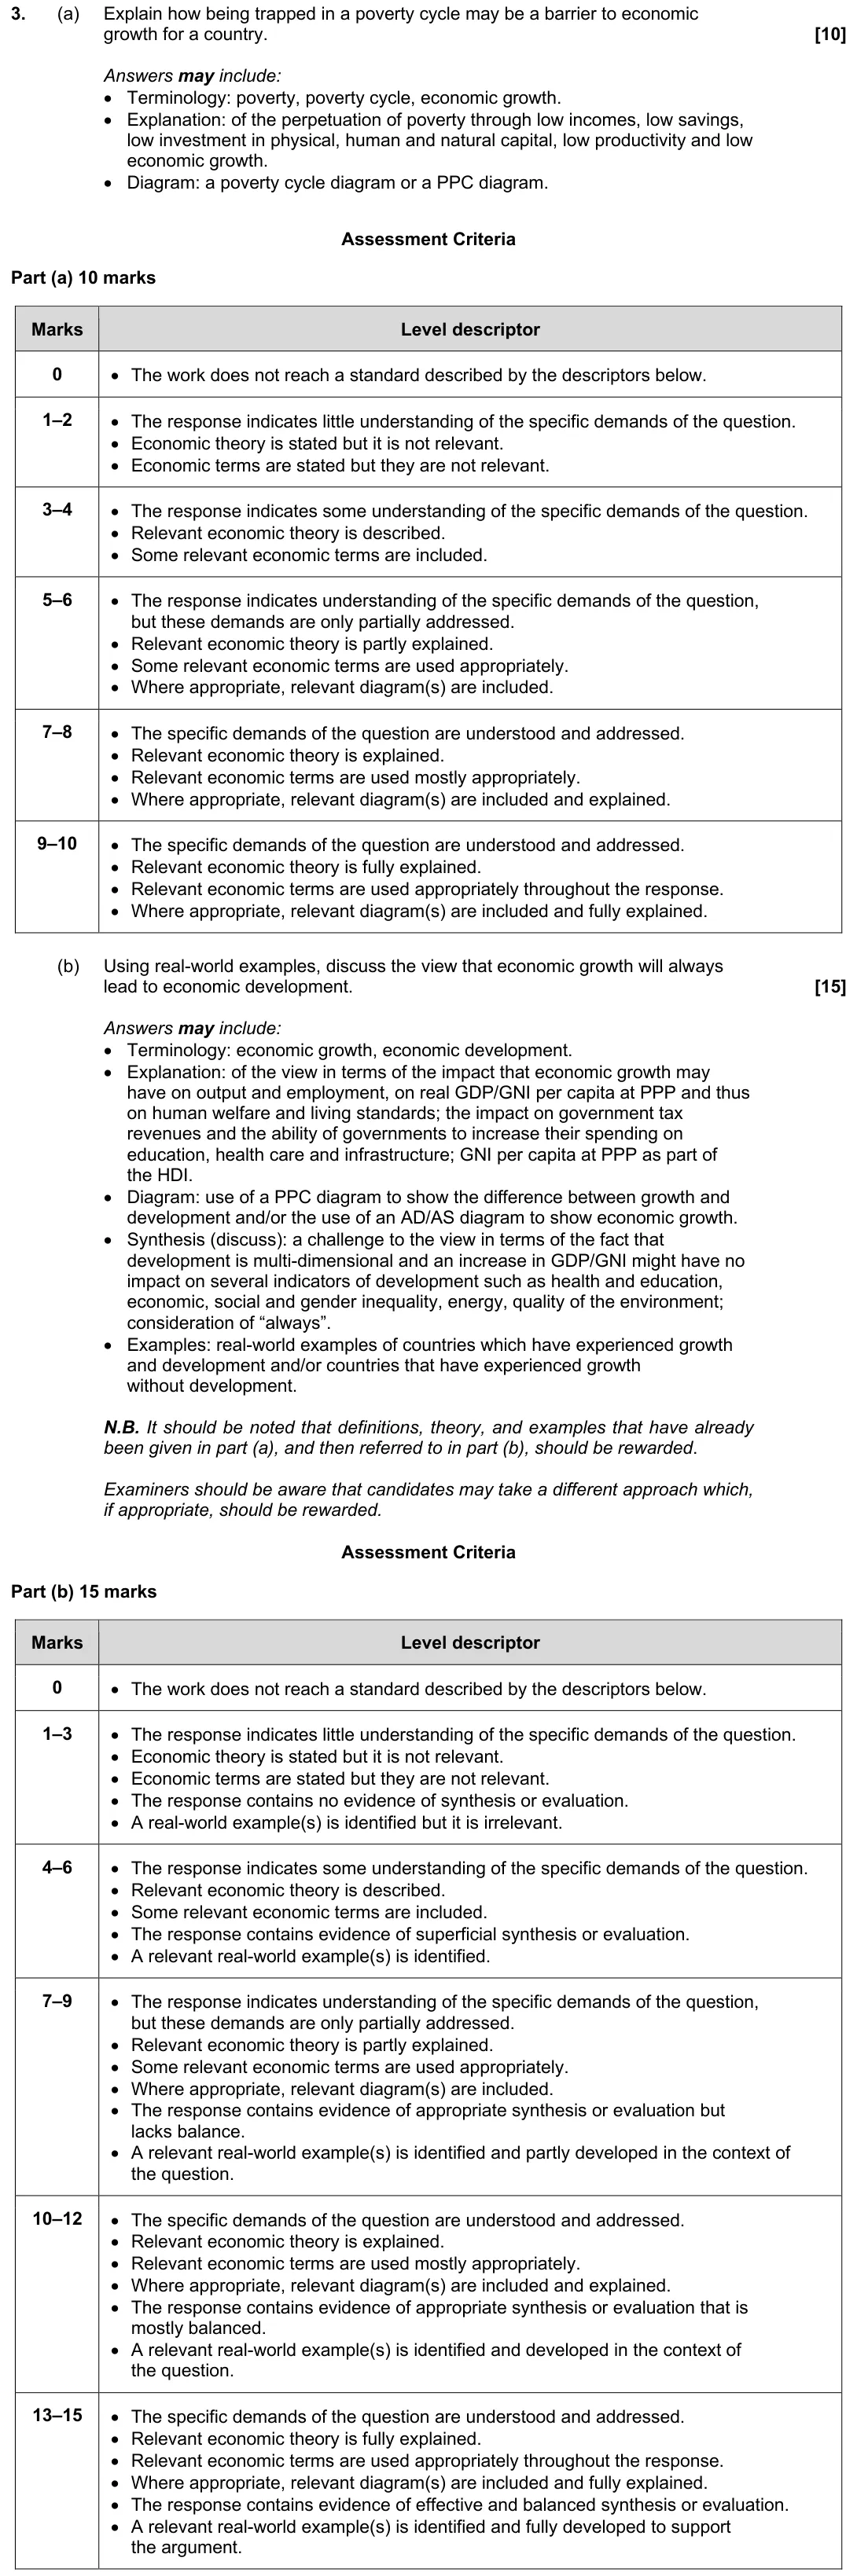 3. (a) Explain how being trapped in a poverty cycle may be a barrier to economic
growth for a country. [10]
Answers may include:
• Terminology: poverty, poverty cycle, economic growth.
• Explanation: of the perpetuation of poverty through low incomes, low savings,
low investment in physical, human and natural capital, low productivity and low
economic growth.
• Diagram: a poverty cycle diagram or a PPC diagram.
Assessment Criteria
Part (a) 10 marks
Marks Level descriptor
0 • The work does not reach a standard described by the descriptors below.
1–2 • The response indicates little understanding of the specific demands of the question.
• Economic theory is stated but it is not relevant.
• Economic terms are stated but they are not relevant.
3–4 • The response indicates some understanding of the specific demands of the question.
• Relevant economic theory is described.
• Some relevant economic terms are included.
5–6 • The response indicates understanding of the specific demands of the question,
but these demands are only partially addressed.
• Relevant economic theory is partly explained.
• Some relevant economic terms are used appropriately.
• Where appropriate, relevant diagram(s) are included.
7–8 • The specific demands of the question are understood and addressed.
• Relevant economic theory is explained.
• Relevant economic terms are used mostly appropriately.
• Where appropriate, relevant diagram(s) are included and explained.
9–10 • The specific demands of the question are understood and addressed.
• Relevant economic theory is fully explained.
• Relevant economic terms are used appropriately throughout the response.
• Where appropriate, relevant diagram(s) are included and fully explained.
(b) Using real-world examples, discuss the view that economic growth will always
lead to economic development. [15]
Answers may include:
• Terminology: economic growth, economic development.
• Explanation: of the view in terms of the impact that economic growth may
have on output and employment, on real GDP/GNI per capita at PPP and thus
on human welfare and living standards; the impact on government tax
revenues and the ability of governments to increase their spending on
education, health care and infrastructure; GNI per capita at PPP as part of
the HDI.
• Diagram: use of a PPC diagram to show the difference between growth and
development and/or the use of an AD/AS diagram to show economic growth.
• Synthesis (discuss): a challenge to the view in terms of the fact that
development is multi-dimensional and an increase in GDP/GNI might have no
impact on several indicators of development such as health and education,
economic, social and gender inequality, energy, quality of the environment;
consideration of “always”.
• Examples: real-world examples of countries which have experienced growth
and development and/or countries that have experienced growth
without development.
N.B. It should be noted that definitions, theory, and examples that have already
been given in part (a), and then referred to in part (b), should be rewarded.
Examiners should be aware that candidates may take a different approach which,
if appropriate, should be rewarded.
Assessment Criteria
Part (b) 15 marks
Marks Level descriptor
0 • The work does not reach a standard described by the descriptors below.
1–3 • The response indicates little understanding of the specific demands of the question.
• Economic theory is stated but it is not relevant.
• Economic terms are stated but they are not relevant.
• The response contains no evidence of synthesis or evaluation.
• A real-world example(s) is identified but it is irrelevant.
4–6 • The response indicates some understanding of the specific demands of the question.
• Relevant economic theory is described.
• Some relevant economic terms are included.
• The response contains evidence of superficial synthesis or evaluation.
• A relevant real-world example(s) is identified.
7–9 • The response indicates understanding of the specific demands of the question,
but these demands are only partially addressed.
• Relevant economic theory is partly explained.
• Some relevant economic terms are used appropriately.
• Where appropriate, relevant diagram(s) are included.
• The response contains evidence of appropriate synthesis or evaluation but
lacks balance.
• A relevant real-world example(s) is identified and partly developed in the context of
the question.
10–12 • The specific demands of the question are understood and addressed.
• Relevant economic theory is explained.
• Relevant economic terms are used mostly appropriately.
• Where appropriate, relevant diagram(s) are included and explained.
• The response contains evidence of appropriate synthesis or evaluation that is
mostly balanced.
• A relevant real-world example(s) is identified and developed in the context of
the question.
13–15 • The specific demands of the question are understood and addressed.
• Relevant economic theory is fully explained.
• Relevant economic terms are used appropriately throughout the response.
• Where appropriate, relevant diagram(s) are included and fully explained.
• The response contains evidence of effective and balanced synthesis or evaluation.
• A relevant real-world example(s) is identified and fully developed to support
the argument.